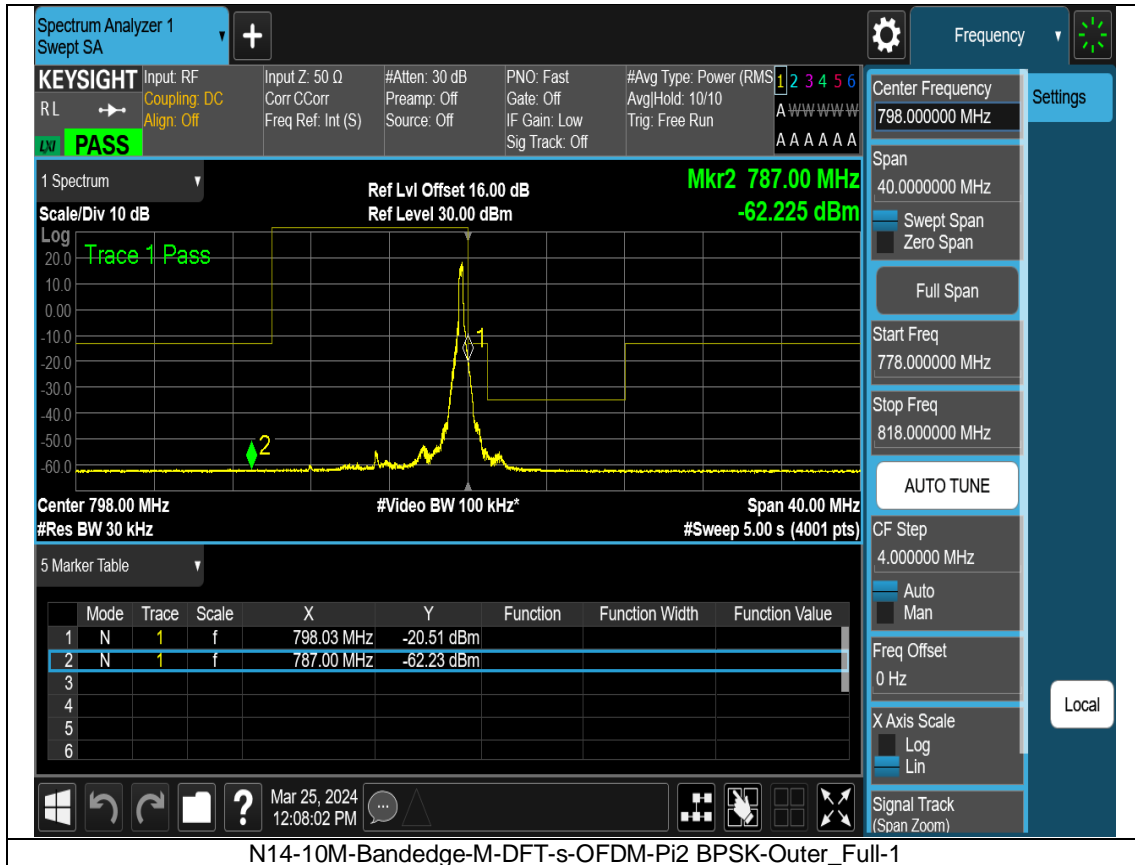 Spectrum Analyzer 1
Swept SA
+
Frequency
KEYSIGHT
R L
LXI
PASS
Input: RF
Coupling: DC
Align: Off
Input Z: 50 Ω
Corr CCorr
Freq Ref: Int (S)
#Atten: 30 dB
Preamp: Off
Source: Off
PNO: Fast
Gate: Off
IF Gain: Low
Sig Track: Off
#Avg Type: Power (RMS
Avg|Hold: 10/10
Trig: Free Run
1 2 3 4 5 6
A W W W W W
A A A A A A
1 Spectrum
Scale/Div 10 dB
Ref Lvl Offset 16.00 dB
Ref Level 30.00 dBm
Mkr2 787.00 MHz
-62.225 dBm
Log
Trace 1 Pass
20.0
10.0
0.00
-10.0
-20.0
-30.0
-40.0
-50.0
-60.0
1
2
Center 798.00 MHz
#Video BW 100 kHz*
Span 40.00 MHz
#Res BW 30 kHz
#Sweep 5.00 s (4001 pts)
5 Marker Table
Mode Trace Scale X Y Function Function Width Function Value
1 N 1 f 798.03 MHz -20.51 dBm
2 N 1 f 787.00 MHz -62.23 dBm
3
4
5
6
?
Mar 25, 2024
12:08:02 PM
Center Frequency
798.000000 MHz
Settings
Span
40.0000000 MHz
Swept Span
Zero Span
Full Span
Start Freq
778.000000 MHz
Stop Freq
818.000000 MHz
AUTO TUNE
CF Step
4.000000 MHz
Auto
Man
Freq Offset
0 Hz
Local
X Axis Scale
Log
Lin
Signal Track
(Span Zoom)
N14-10M-Bandedge-M-DFT-s-OFDM-Pi2 BPSK-Outer_Full-1